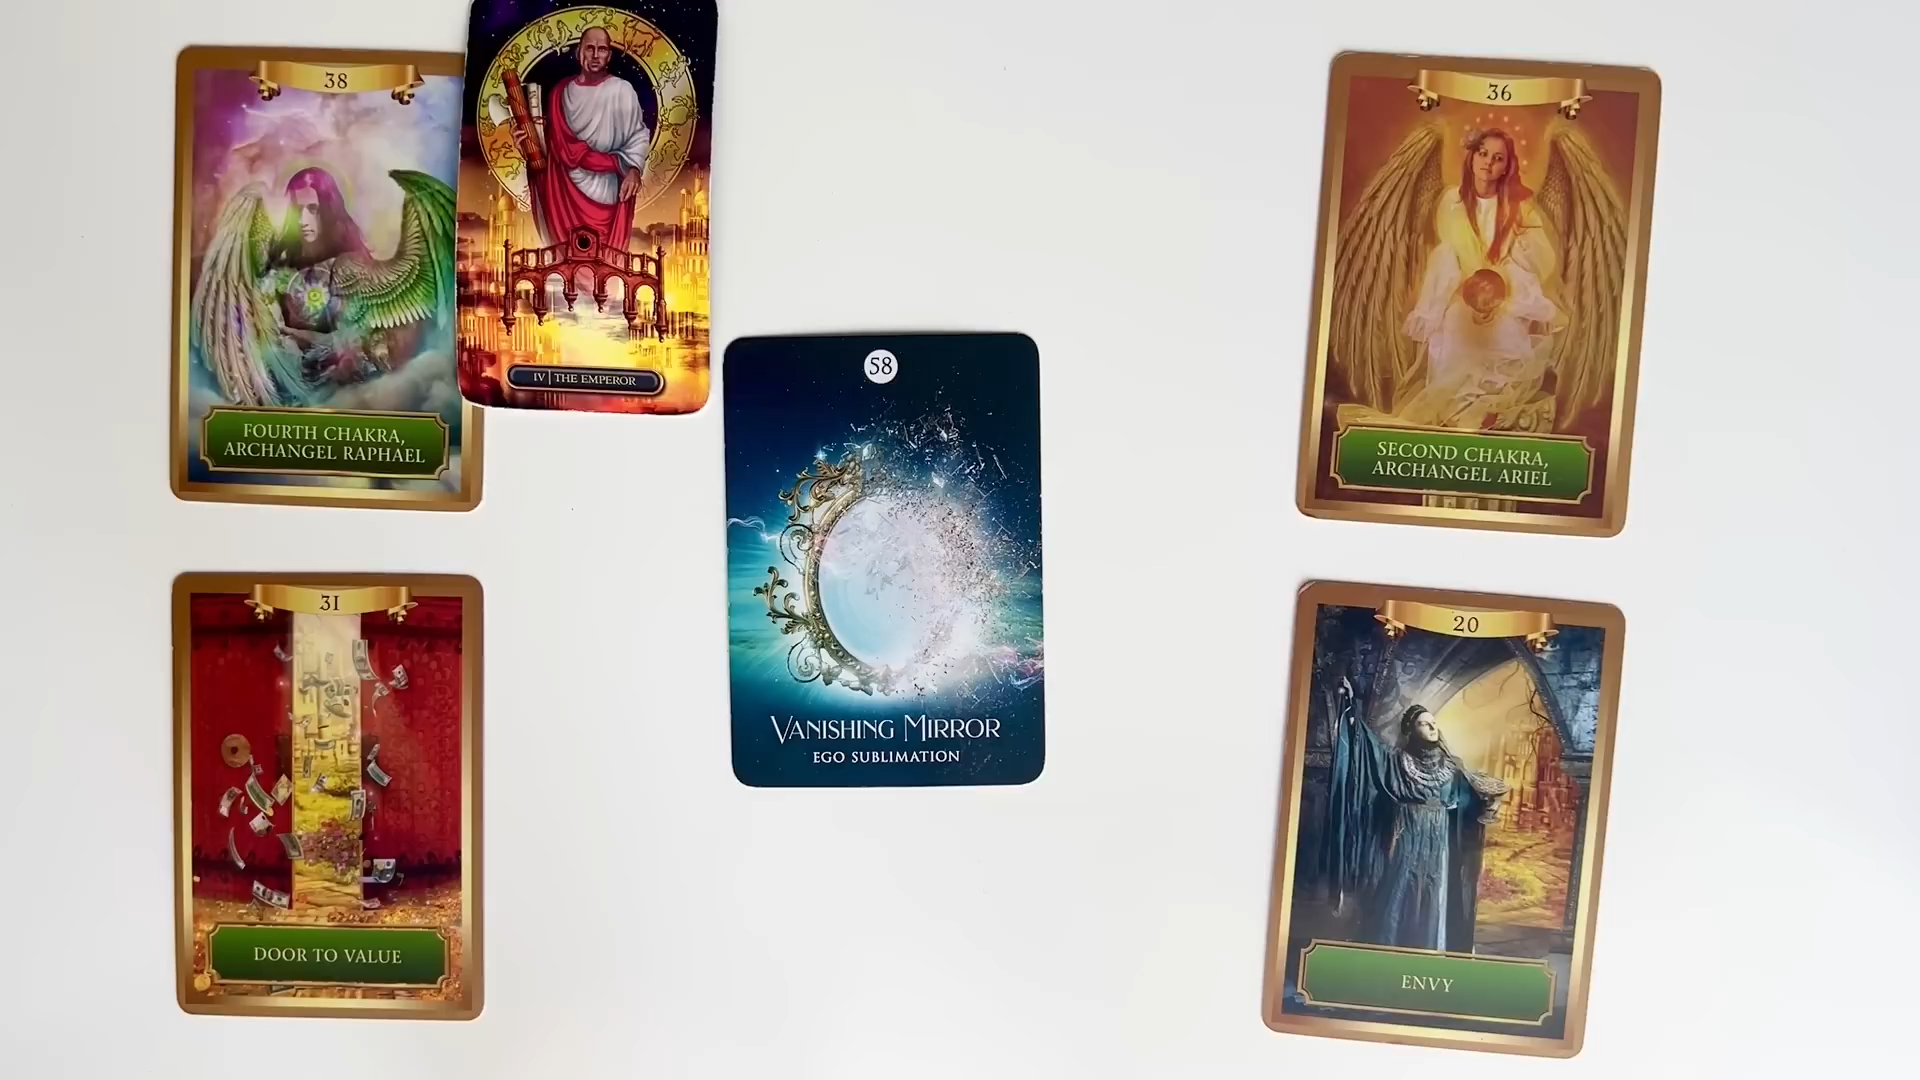 38
FOURTH CHAKRA,
ARCHANGEL RAPHAEL
IV | THE EMPEROR
36
SECOND CHAKRA,
ARCHANGEL ARIEL
58
VANISHING MIRROR
EGO SUBLIMATION
31
DOOR TO VALUE
20
ENVY